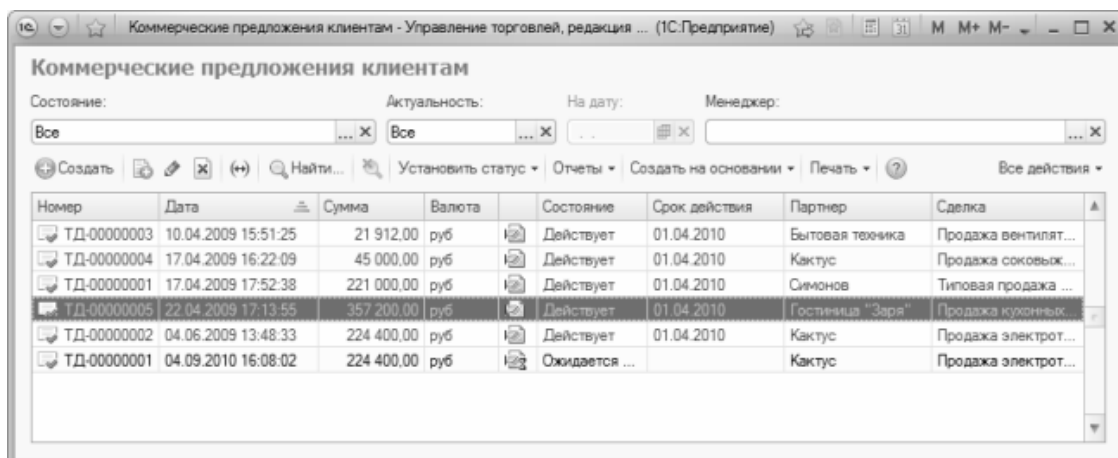 Коммерческие предложения клиентам - Управление торговлей, редакция ... (1С:Предприятие) 31 M M+ M-
Коммерческие предложения клиентам
Состояние: Актуальность: На дату: Менеджер:
Все ... Все ... . . ...
Создать Найти... Установить статус Отчеты Создать на основании Печать ? Все действия
Номер Дата Сумма Валюта Состояние Срок действия Партнер Сделка
ТД-00000003 10.04.2009 15:51:25 21 912,00 руб Действует 01.04.2010 Бытовая техника Продажа вентилят...
ТД-00000004 17.04.2009 16:22:09 45 000,00 руб Действует 01.04.2010 Кактус Продажа соковыж...
ТД-00000001 17.04.2009 17:52:38 221 000,00 руб Действует 01.04.2010 Симонов Типовая продажа ...
ТД-00000005 22.04.2009 17:13:55 357 200,00 руб Действует 01.04.2010 Гостиница "Заря" Продажа кухонных...
ТД-00000002 04.06.2009 13:48:33 224 400,00 руб Действует 01.04.2010 Кактус Продажа электрот...
ТД-00000001 04.09.2010 16:08:02 224 400,00 руб Ожидается ... Кактус Продажа электрот...